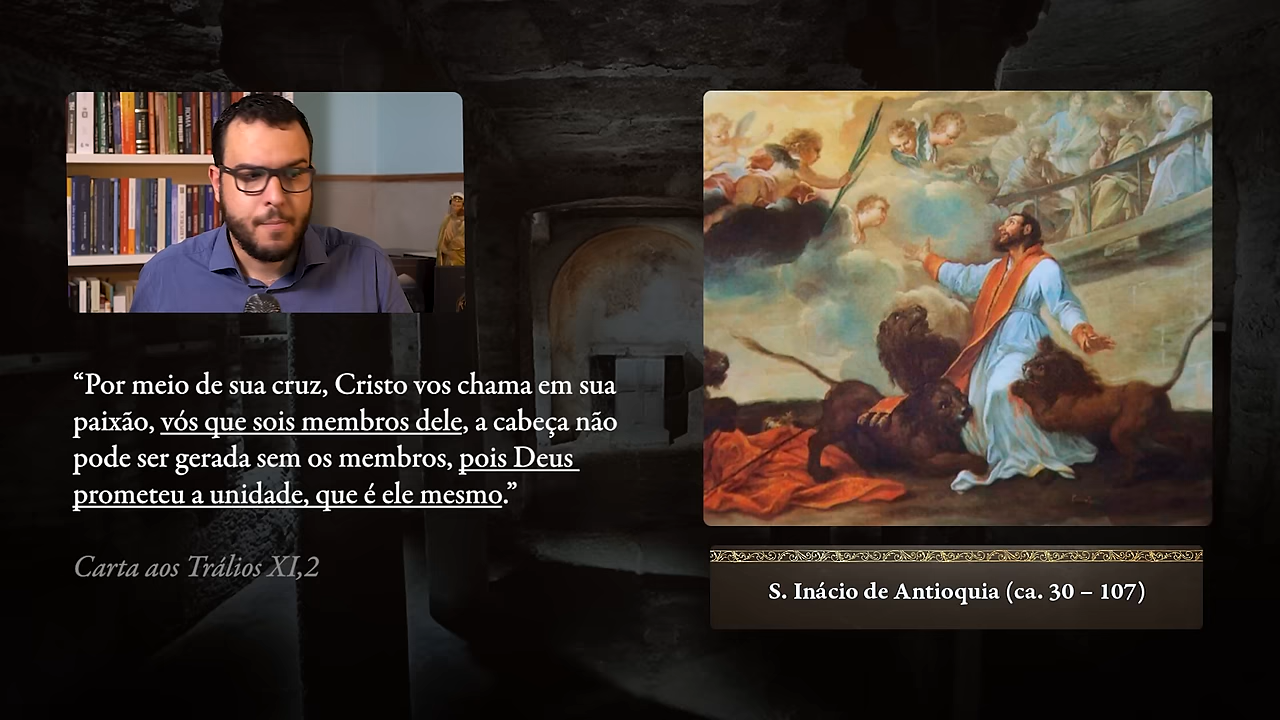 “Por meio de sua cruz, Cristo vos chama em sua
paixão, vós que sois membros dele, a cabeça não
pode ser gerada sem os membros, pois Deus
prometeu a unidade, que é ele mesmo.”
Carta aos Trálios XI,2
S. Inácio de Antioquia (ca. 30 – 107)